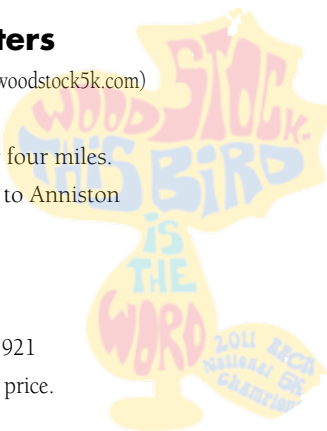 ters
woodstock5k.com)
four miles.
to Anniston
921
price.
WOOD
STOCK-
THIS BIRD
iS
THE
WORD
2011 RRCA
National 5K
Champion